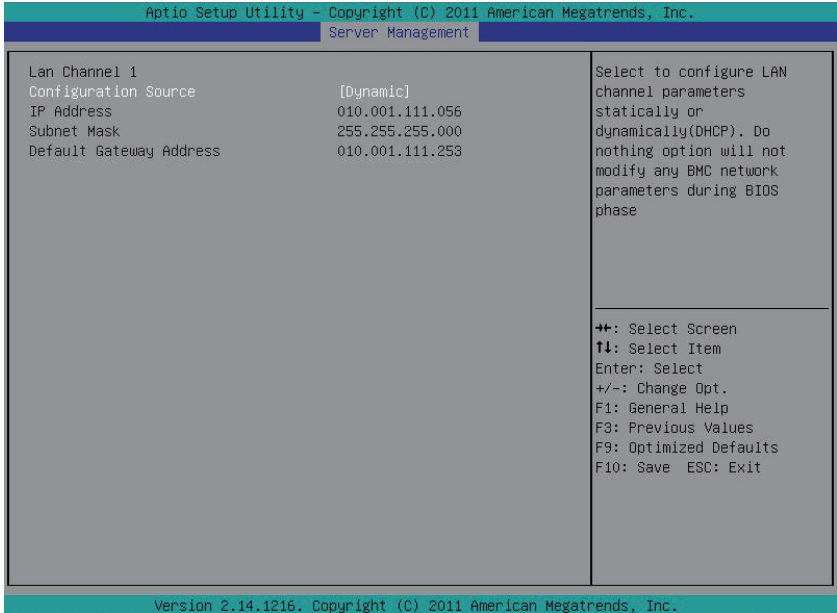 Aptio Setup Utility - Copyright (C) 2011 American Megatrends, Inc.
Server Management
Lan Channel 1
Configuration Source [Dynamic]
IP Address 010.001.111.056
Subnet Mask 255.255.255.000
Default Gateway Address 010.001.111.253
Select to configure LAN
channel parameters
statically or
dynamically(DHCP). Do
nothing option will not
modify any BMC network
parameters during BIOS
phase
→←: Select Screen
↑↓: Select Item
Enter: Select
+/-: Change Opt.
F1: General Help
F3: Previous Values
F9: Optimized Defaults
F10: Save ESC: Exit
Version 2.14.1216. Copyright (C) 2011 American Megatrends, Inc.